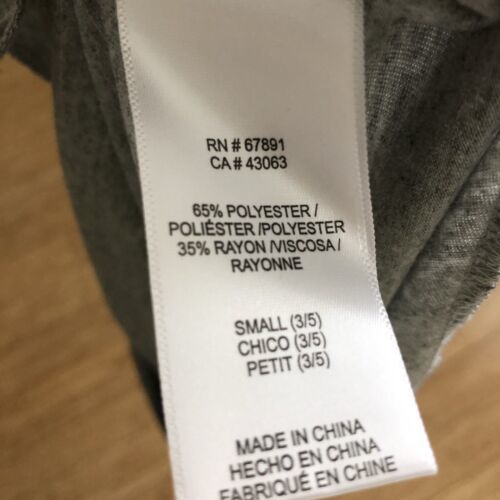 RN # 67891
CA # 43063
65% POLYESTER /
POLIÉSTER /POLYESTER
35% RAYON /VISCOSA /
RAYONNE
SMALL (3/5)
CHICO (3/5)
PETIT (3/5)
MADE IN CHINA
HECHO EN CHINA
FABRIQUÉ EN CHINE